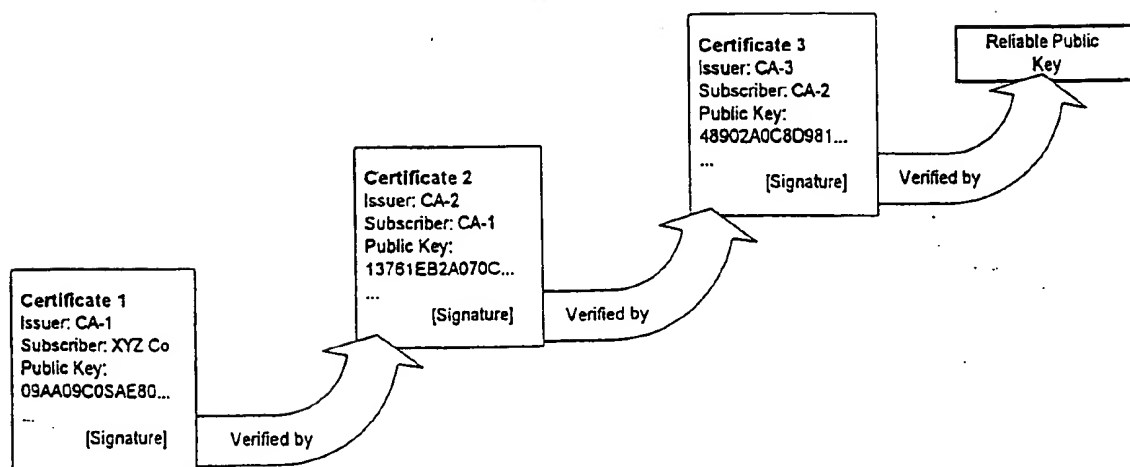 Certificate 3
Issuer: CA-3
Subscriber: CA-2
Public Key:
48902A0C8D981...
...
[Signature]
Verified by
Reliable Public
Key
Certificate 2
Issuer: CA-2
Subscriber: CA-1
Public Key:
13761EB2A070C...
...
[Signature]
Verified by
Certificate 1
Issuer: CA-1
Subscriber: XYZ Co
Public Key:
09AA09C0SAE80...
...
[Signature]
Verified by